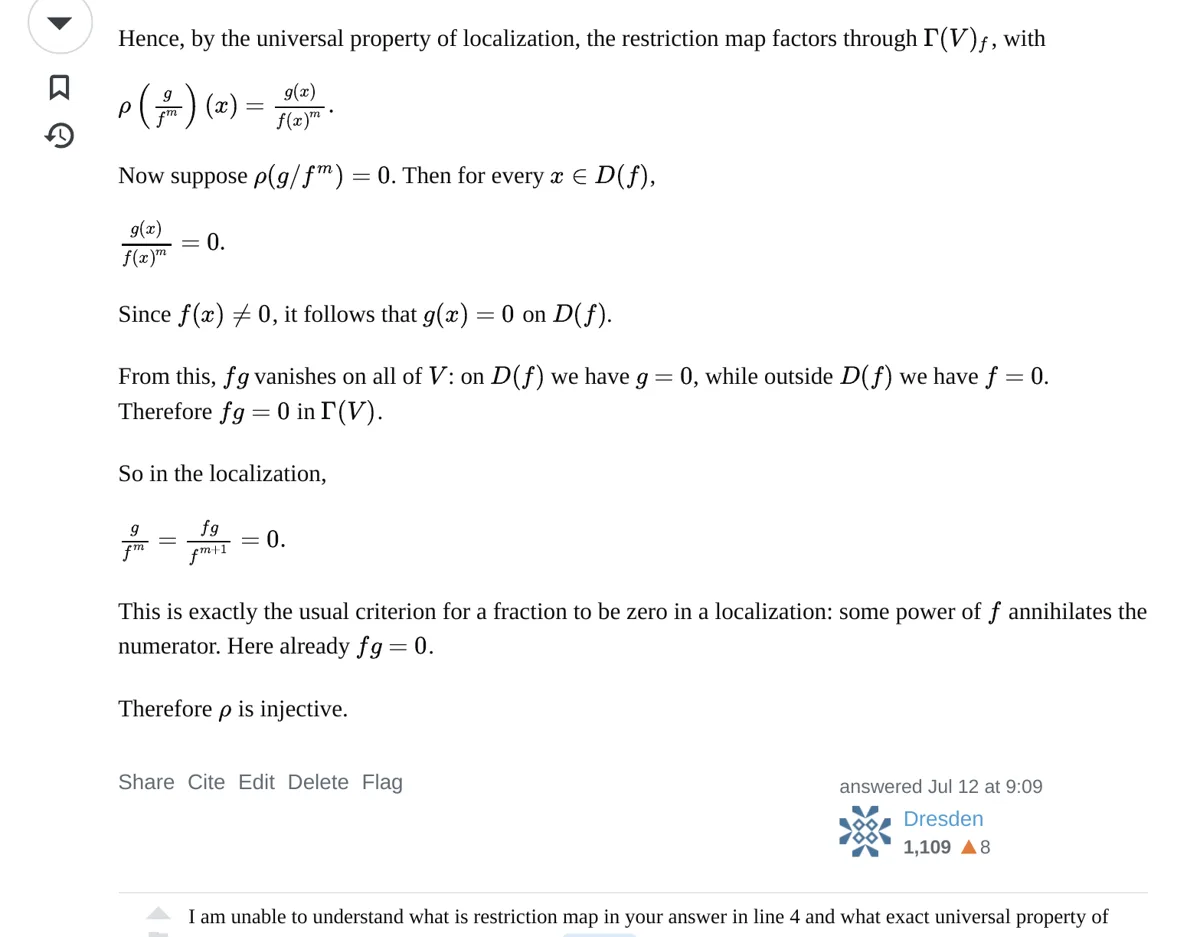 Hence, by the universal property of localization, the restriction map factors through Γ(V)_f, with
ρ(g/f^m)(x) = g(x)/f(x)^m.
Now suppose ρ(g/f^m) = 0. Then for every x ∈ D(f),
g(x)/f(x)^m = 0.
Since f(x) ≠ 0, it follows that g(x) = 0 on D(f).
From this, fg vanishes on all of V: on D(f) we have g = 0, while outside D(f) we have f = 0.
Therefore fg = 0 in Γ(V).
So in the localization,
g/f^m = fg/f^{m+1} = 0.
This is exactly the usual criterion for a fraction to be zero in a localization: some power of f annihilates the
numerator. Here already fg = 0.
Therefore ρ is injective.
Share Cite Edit Delete Flag
answered Jul 12 at 9:09
Dresden
1,109 ▲8
I am unable to understand what is restriction map in your answer in line 4 and what exact universal property of